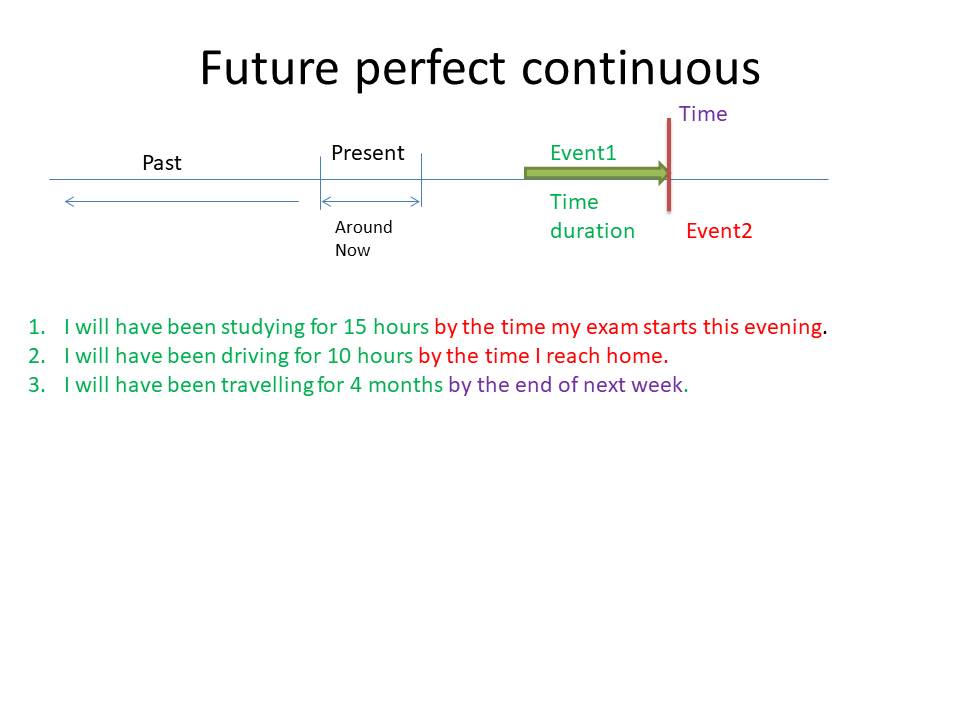 Future perfect continuous
Time
Past
Present
Event1
Around
Now
Time
duration
Event2
1. I will have been studying for 15 hours by the time my exam starts this evening.
2. I will have been driving for 10 hours by the time I reach home.
3. I will have been travelling for 4 months by the end of next week.